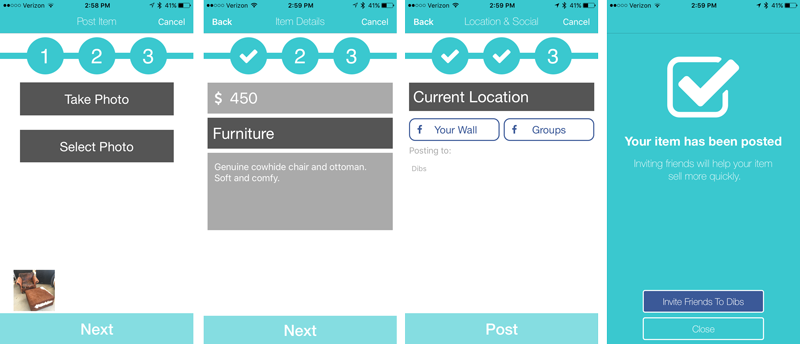 Verizon 2:58 PM 41%
Post Item Cancel
1 2 3
Take Photo
Select Photo
Next
Verizon 2:59 PM 41%
Back Item Details Cancel
2 3
$ 450
Furniture
Genuine cowhide chair and ottoman.
Soft and comfy.
Next
Verizon 2:59 PM 41%
Back Location & Social Cancel
3
Current Location
f Your Wall f Groups
Posting to:
Dibs
Post
Verizon 2:59 PM 41%
Your item has been posted
Inviting friends will help your item
sell more quickly.
Invite Friends To Dibs
Close